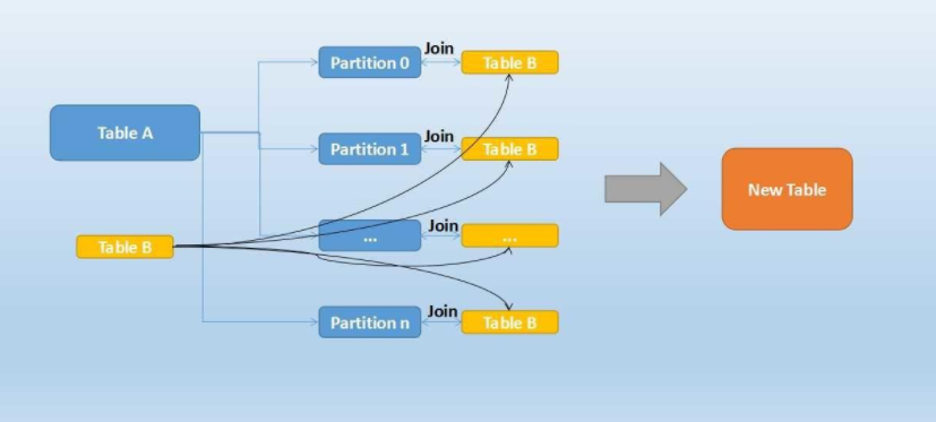 Partition 0
Join
Table B
Table A
Partition 1
Join
Table B
New Table
Table B
...
Join
...
Partition n
Join
Table B